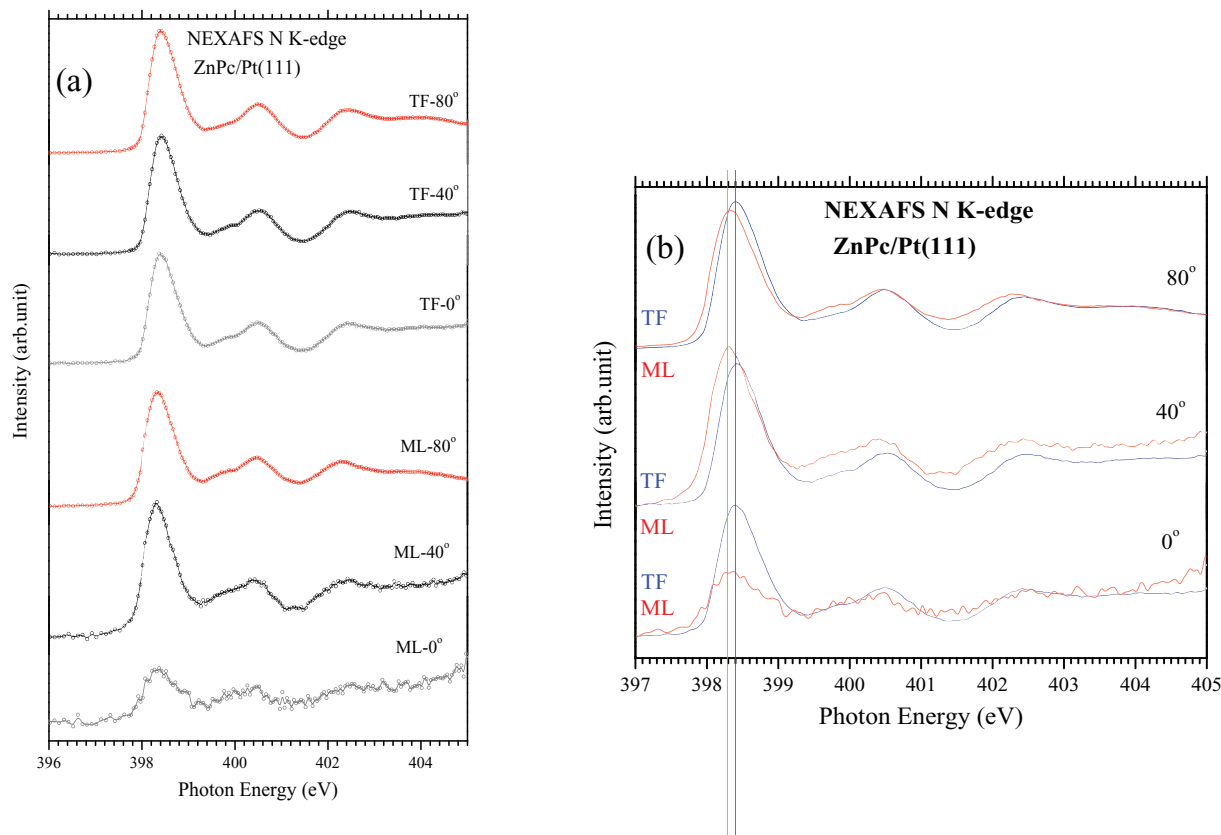 NEXAFS N K-edge
ZnPc/Pt(111)
(a)
TF-80°
TF-40°
TF-0°
ML-80°
ML-40°
ML-0°
Intensity (arb.unit)
396
398
400
402
404
Photon Energy (eV)
NEXAFS N K-edge
ZnPc/Pt(111)
(b)
80°
TF
ML
40°
TF
ML
0°
TF
ML
Intensity (arb.unit)
397
398
399
400
401
402
403
404
405
Photon Energy (eV)